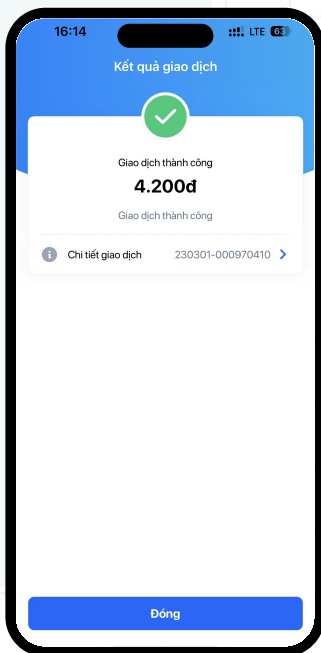 16:14 LTE 63
Kết quả giao dịch
Giao dịch thành công
4.200đ
Giao dịch thành công
Chi tiết giao dịch 230301-000970410
Đóng